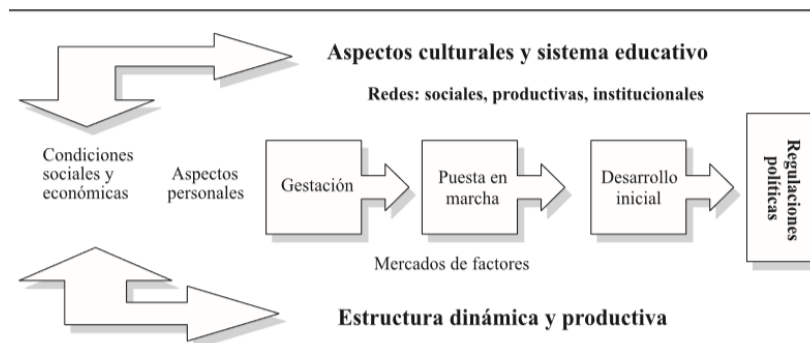 Aspectos culturales y sistema educativo
Redes: sociales, productivas, institucionales
Condiciones
sociales y
económicas
Aspectos
personales
Gestación
Puesta en
marcha
Desarrollo
inicial
Regulaciones
políticas
Mercados de factores
Estructura dinámica y productiva